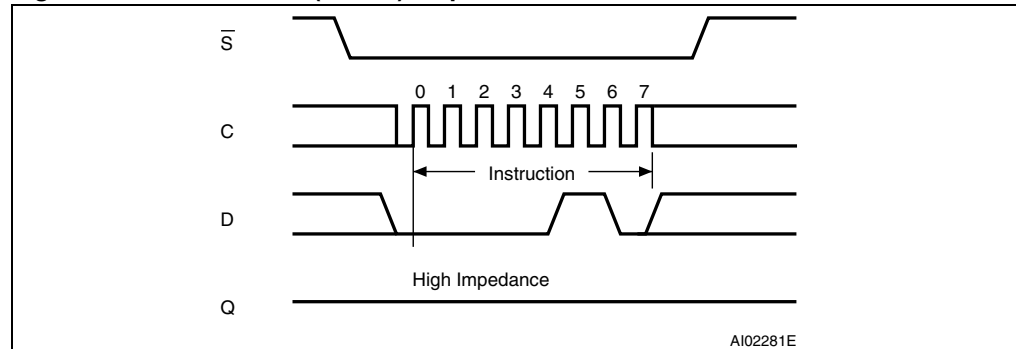 S̅
0 1 2 3 4 5 6 7
C
Instruction
D
High Impedance
Q
AI02281E